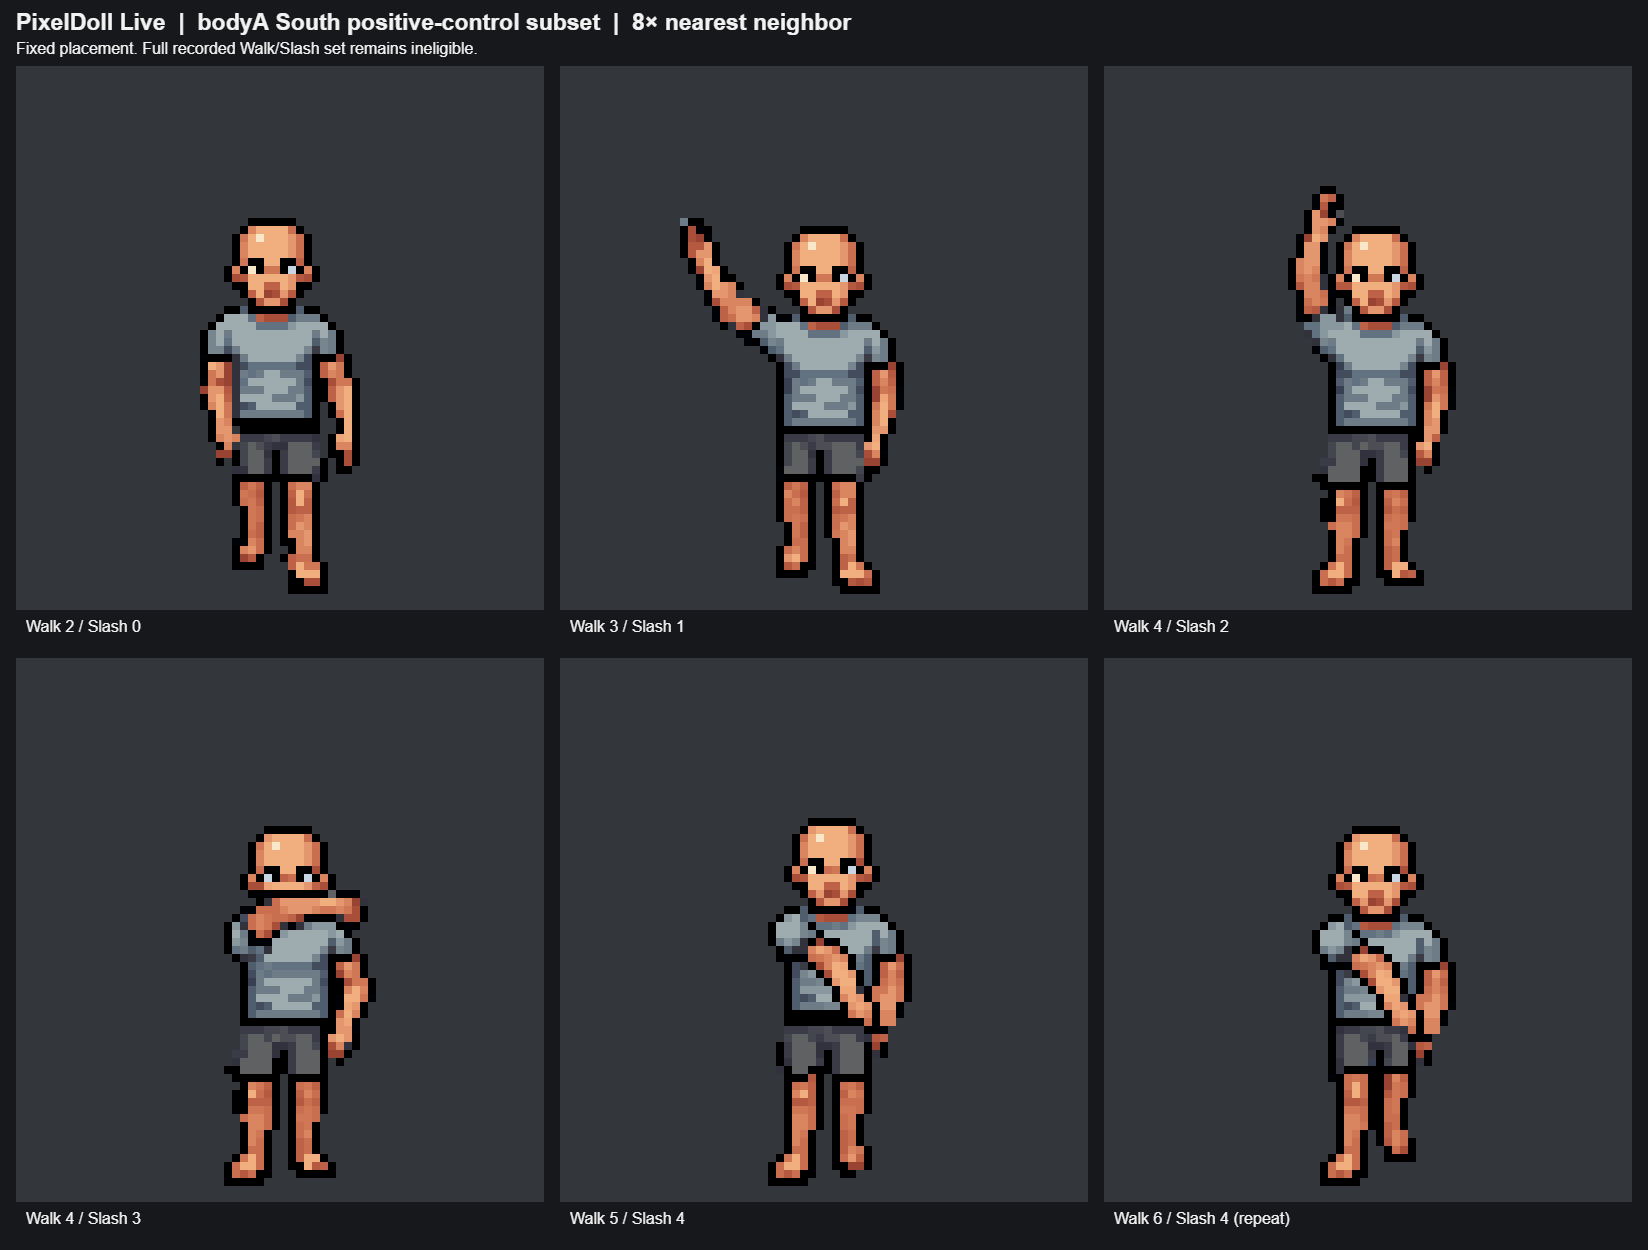 PixelDoll Live | bodyA South positive-control subset | 8× nearest neighbor
Fixed placement. Full recorded Walk/Slash set remains ineligible.
Walk 2 / Slash 0
Walk 3 / Slash 1
Walk 4 / Slash 2
Walk 4 / Slash 3
Walk 5 / Slash 4
Walk 6 / Slash 4 (repeat)